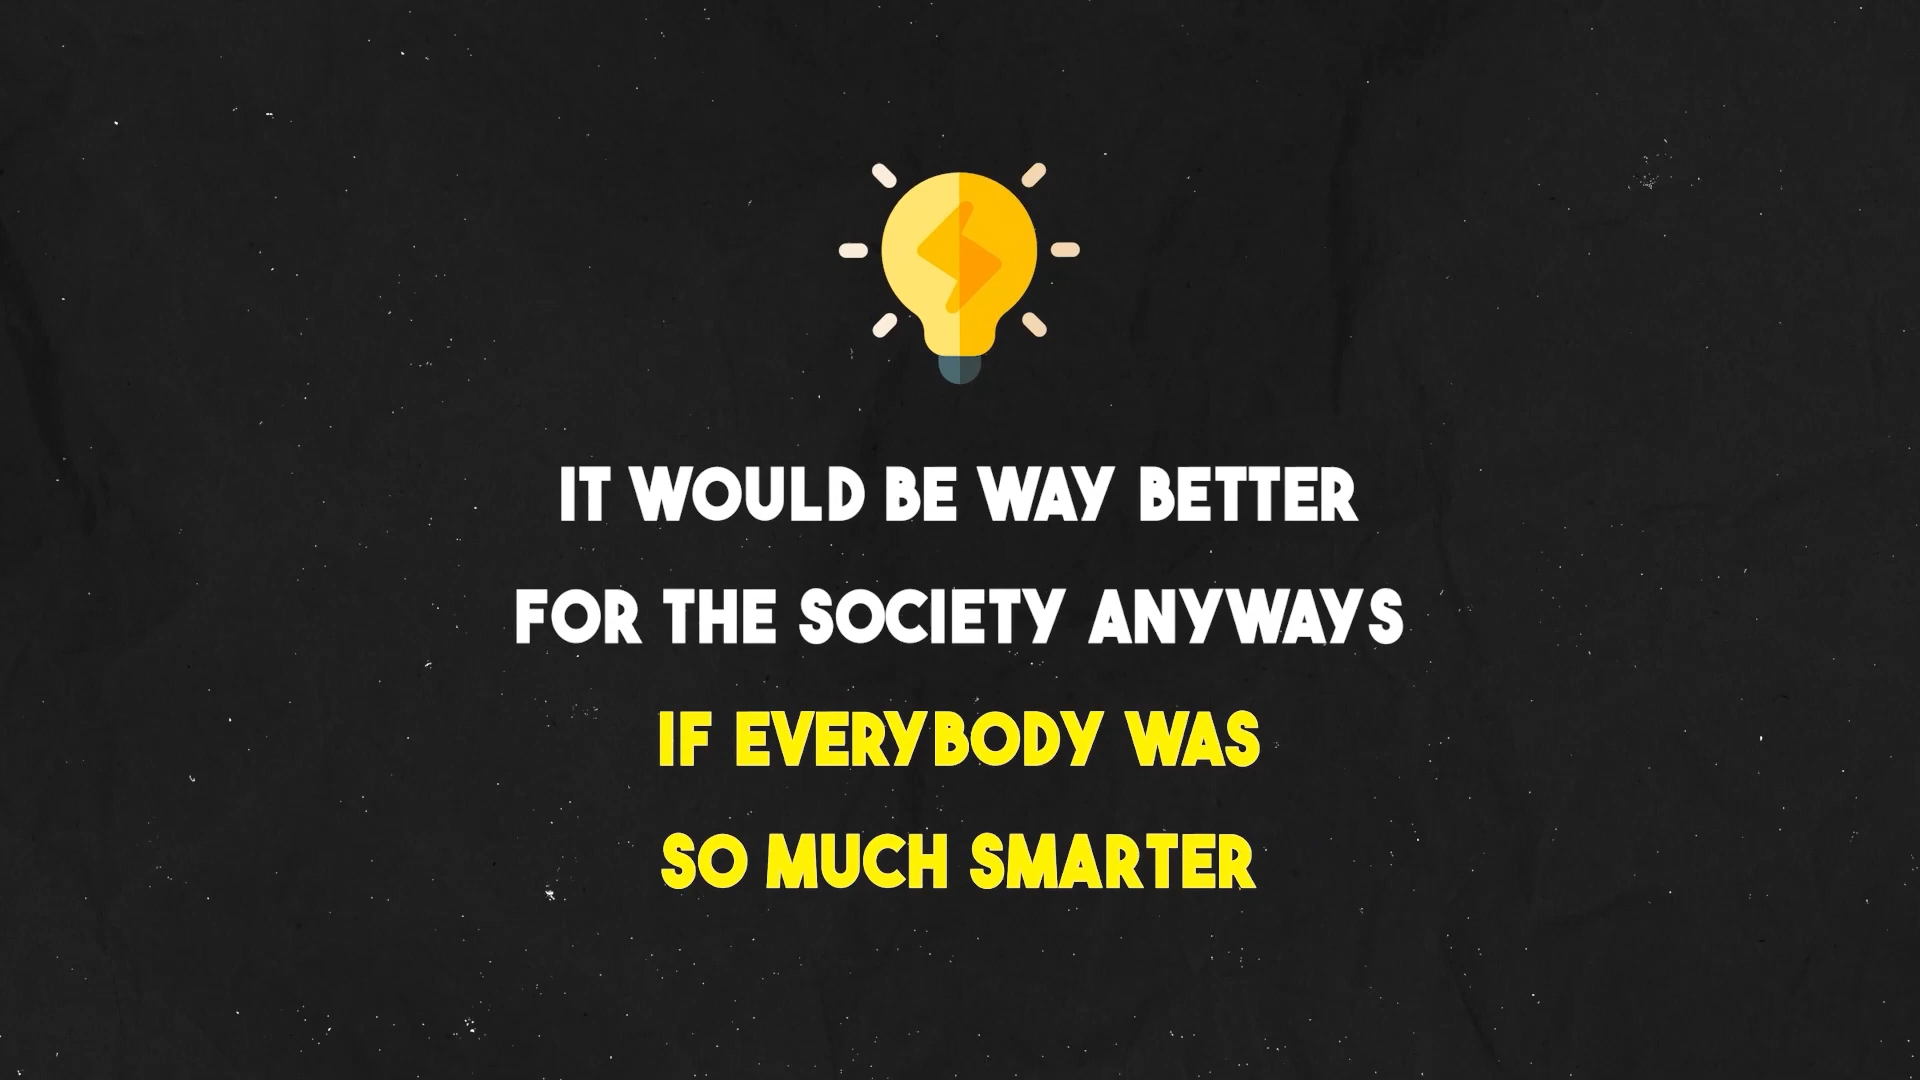 IT WOULD BE WAY BETTER
FOR THE SOCIETY ANYWAYS
IF EVERYBODY WAS
SO MUCH SMARTER